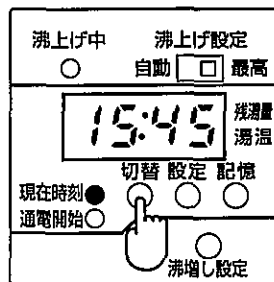 沸上げ中 沸上げ設定
自動 最高
15:45 残湯量
湯温
切替 設定 記憶
現在時刻
通電開始
沸増し設定